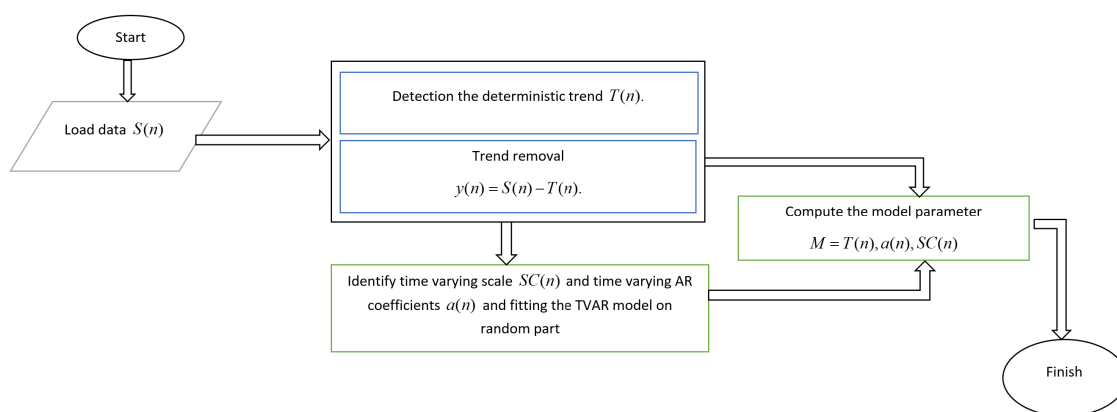 Start
Load data S(n)
Detection the deterministic trend T(n).
Trend removal
y(n) = S(n) − T(n).
Identify time varying scale SC(n) and time varying AR
coefficients a(n) and fitting the TVAR model on
random part
Compute the model parameter
M = T(n), a(n), SC(n)
Finish